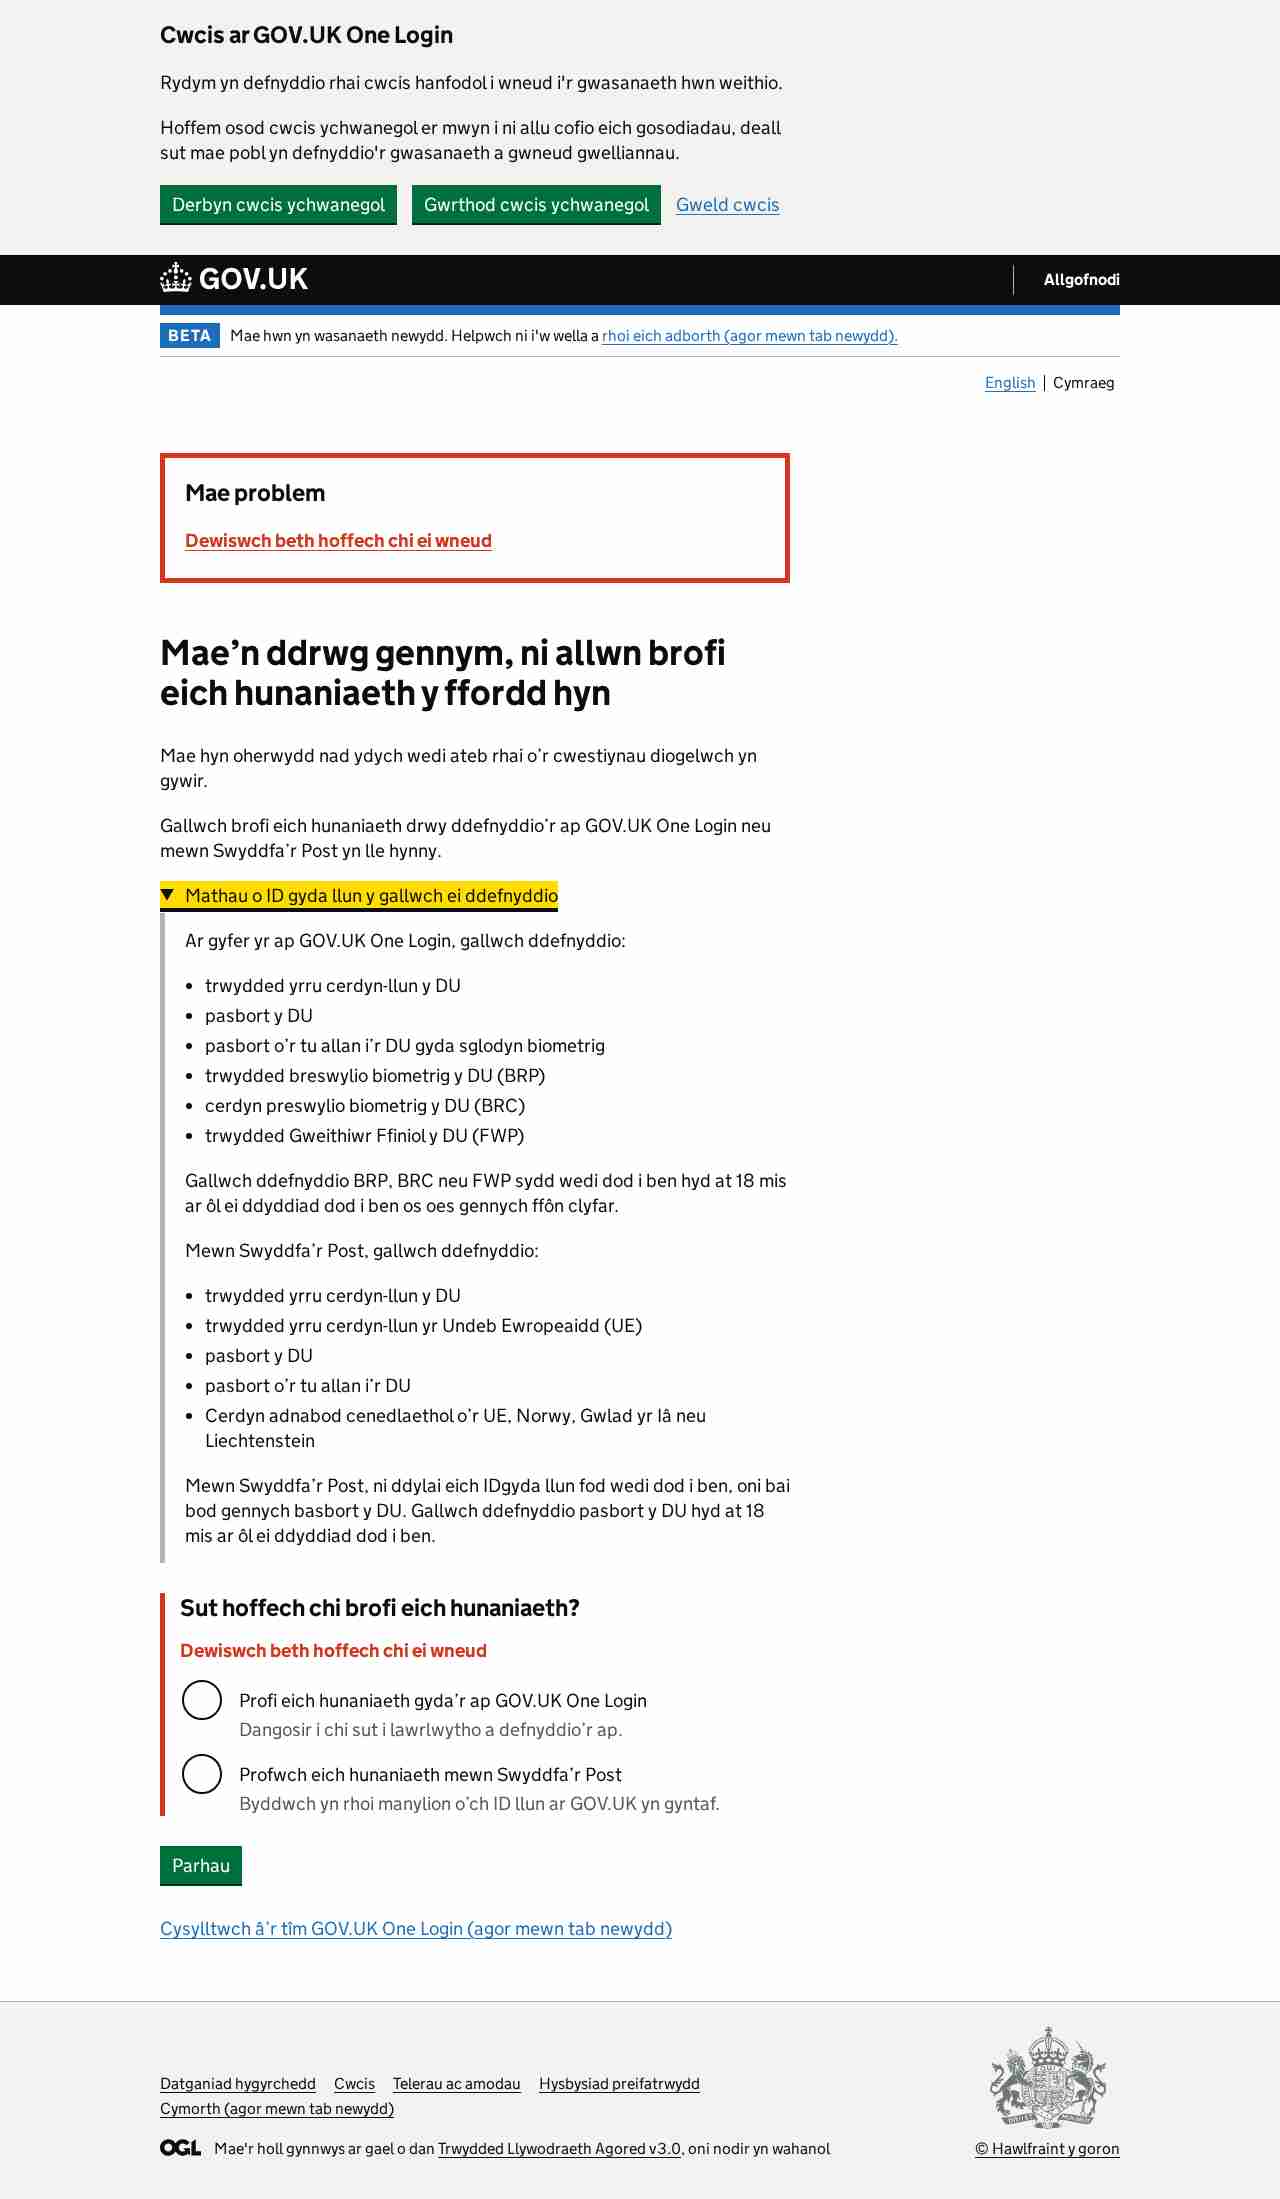 Cwcis ar GOV.UK One Login
Rydym yn defnyddio rhai cwcis hanfodol i wneud i'r gwasanaeth hwn weithio.
Hoffem osod cwcis ychwanegol er mwyn i ni allu cofio eich gosodiadau, deall
sut mae pobl yn defnyddio'r gwasanaeth a gwneud gwelliannau.
Derbyn cwcis ychwanegol Gwrthod cwcis ychwanegol Gweld cwcis
GOV.UK Allgofnodi
BETA Mae hwn yn wasanaeth newydd. Helpwch ni i'w wella a rhoi eich adborth (agor mewn tab newydd).
English Cymraeg
Mae problem
Dewiswch beth hoffech chi ei wneud
Mae’n ddrwg gennym, ni allwn brofi
eich hunaniaeth y ffordd hyn
Mae hyn oherwydd nad ydych wedi ateb rhai o’r cwestiynau diogelwch yn
gywir.
Gallwch brofi eich hunaniaeth drwy ddefnyddio’r ap GOV.UK One Login neu
mewn Swyddfa’r Post yn lle hynny.
Mathau o ID gyda llun y gallwch ei ddefnyddio
Ar gyfer yr ap GOV.UK One Login, gallwch ddefnyddio:
• trwydded yrru cerdyn-llun y DU
• pasbort y DU
• pasbort o’r tu allan i’r DU gyda sglodyn biometrig
• trwydded breswylio biometrig y DU (BRP)
• cerdyn preswylio biometrig y DU (BRC)
• trwydded Gweithiwr Ffiniol y DU (FWP)
Gallwch ddefnyddio BRP, BRC neu FWP sydd wedi dod i ben hyd at 18 mis
ar ôl ei ddyddiad dod i ben os oes gennych ffôn clyfar.
Mewn Swyddfa’r Post, gallwch ddefnyddio:
• trwydded yrru cerdyn-llun y DU
• trwydded yrru cerdyn-llun yr Undeb Ewropeaidd (UE)
• pasbort y DU
• pasbort o’r tu allan i’r DU
• Cerdyn adnabod cenedlaethol o’r UE, Norwy, Gwlad yr Iâ neu
Liechtenstein
Mewn Swyddfa’r Post, ni ddylai eich IDgyda llun fod wedi dod i ben, oni bai
bod gennych basbort y DU. Gallwch ddefnyddio pasbort y DU hyd at 18
mis ar ôl ei ddyddiad dod i ben.
Sut hoffech chi brofi eich hunaniaeth?
Dewiswch beth hoffech chi ei wneud
Profi eich hunaniaeth gyda’r ap GOV.UK One Login
Dangosir i chi sut i lawrlwytho a defnyddio’r ap.
Profwch eich hunaniaeth mewn Swyddfa’r Post
Byddwch yn rhoi manylion o’ch ID llun ar GOV.UK yn gyntaf.
Parhau
Cysylltwch â’r tîm GOV.UK One Login (agor mewn tab newydd)
Datganiad hygyrchedd Cwcis Telerau ac amodau Hysbysiad preifatrwydd
Cymorth (agor mewn tab newydd)
OGL Mae'r holl gynnwys ar gael o dan Trwydded Llywodraeth Agored v3.0, oni nodir yn wahanol
© Hawlfraint y goron